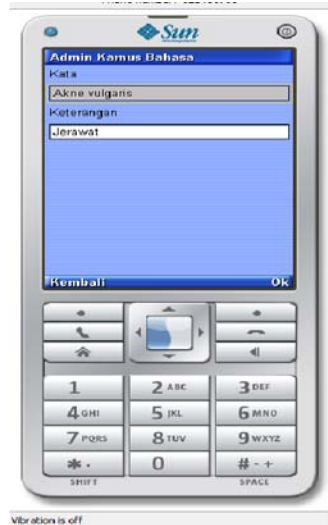 Sun
Admin Kamus Bahasa
Kata
Akne vulgaris
Keterangan
Jerawat
Kembali Ok
1 2 ABC 3 DEF
4 GHI 5 JKL 6 MNO
7 PQRS 8 TUV 9 WXYZ
* . 0 # - +
SHIFT SPACE
Vibration is off